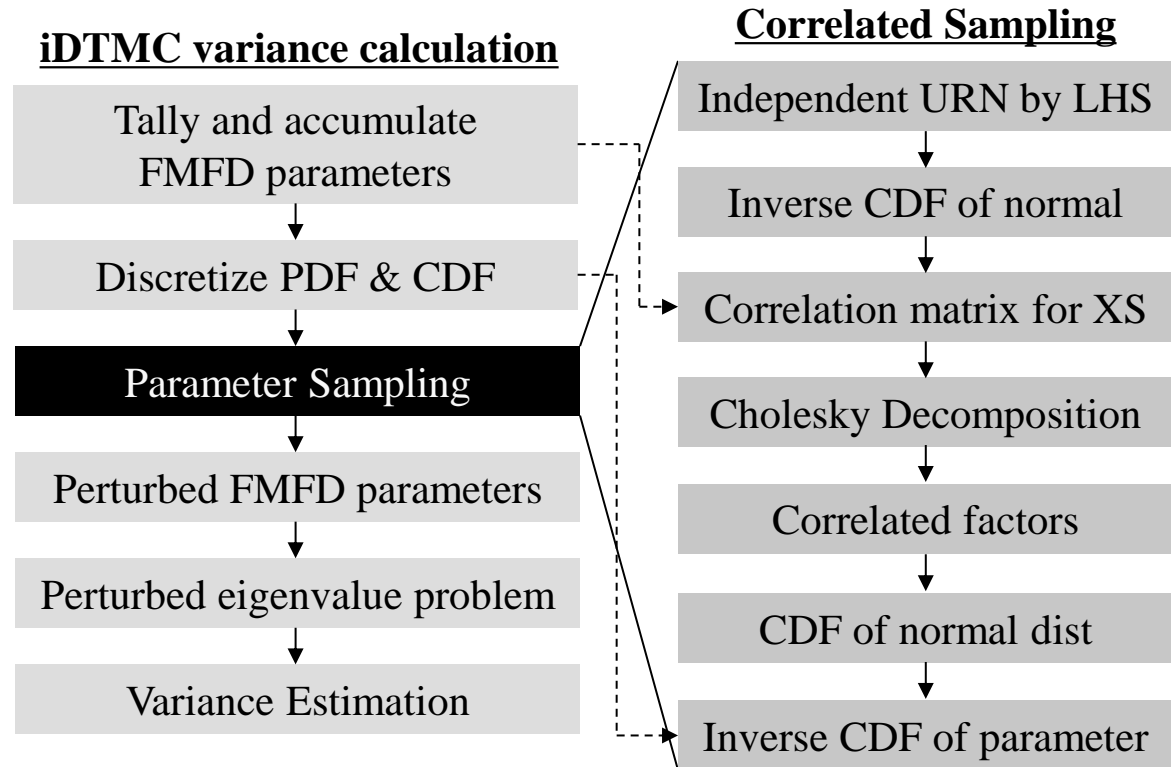 iDTMC variance calculation
Tally and accumulate
FMFD parameters
Discretize PDF & CDF
Parameter Sampling
Perturbed FMFD parameters
Perturbed eigenvalue problem
Variance Estimation
Correlated Sampling
Independent URN by LHS
Inverse CDF of normal
Correlation matrix for XS
Cholesky Decomposition
Correlated factors
CDF of normal dist
Inverse CDF of parameter